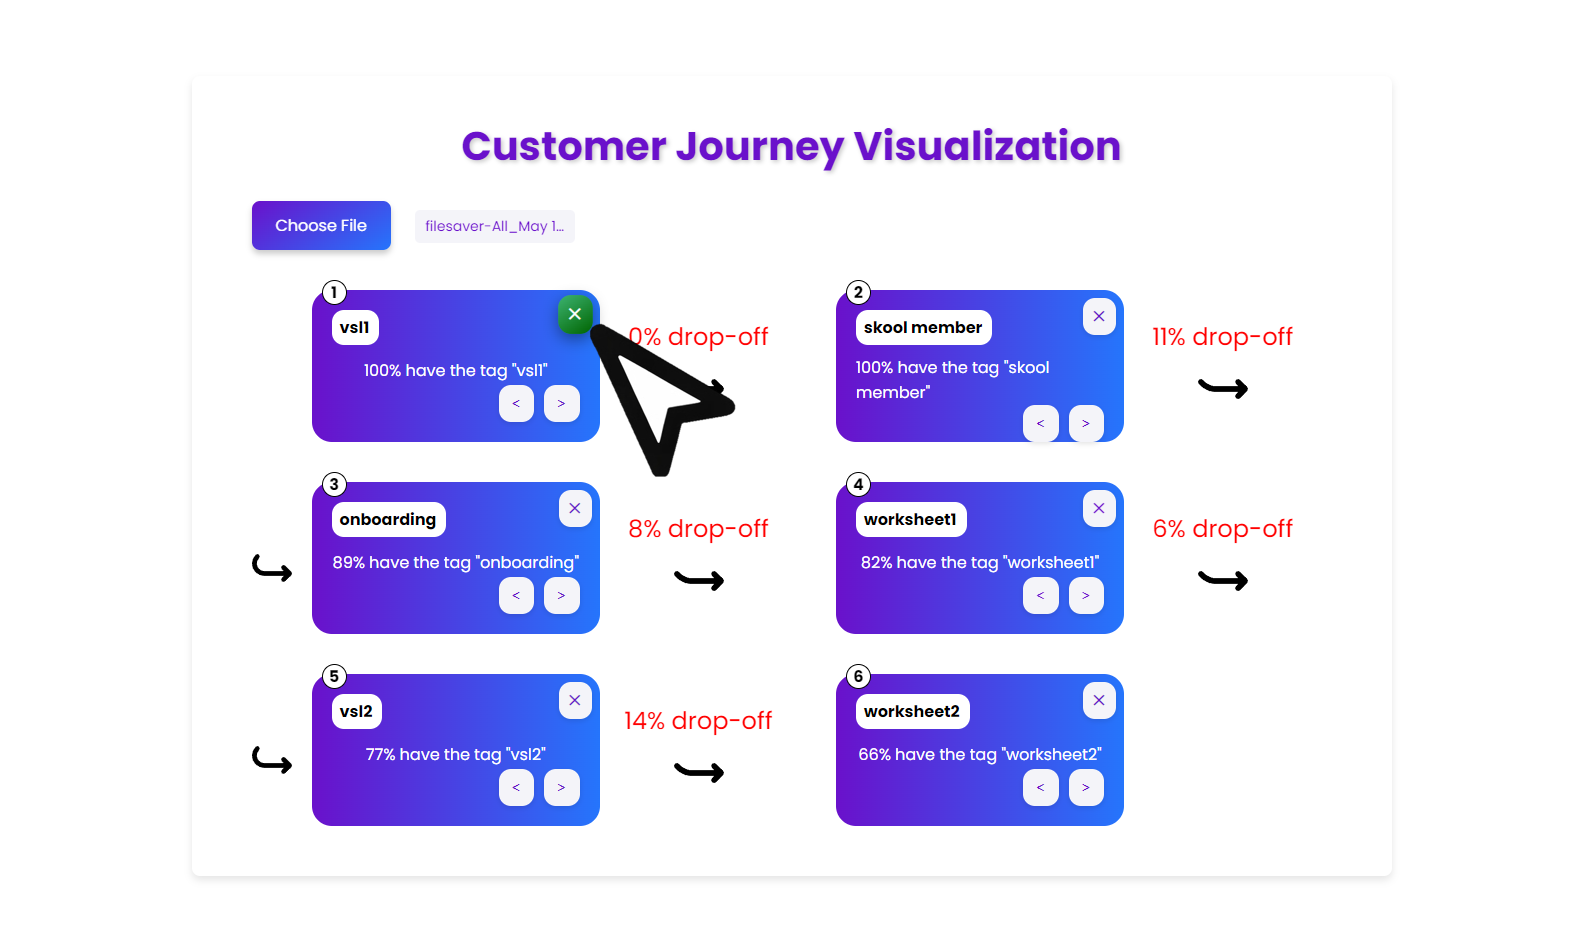 Customer Journey Visualization
Choose File
filesaver-All_May 1...
1
vsl1
×
100% have the tag "vsl1"
< >
0% drop-off
2
skool member
×
100% have the tag "skool
member"
< >
11% drop-off
3
onboarding
×
89% have the tag "onboarding"
< >
8% drop-off
4
worksheet1
×
82% have the tag "worksheet1"
< >
6% drop-off
5
vsl2
×
77% have the tag "vsl2"
< >
14% drop-off
6
worksheet2
×
66% have the tag "worksheet2"
< >